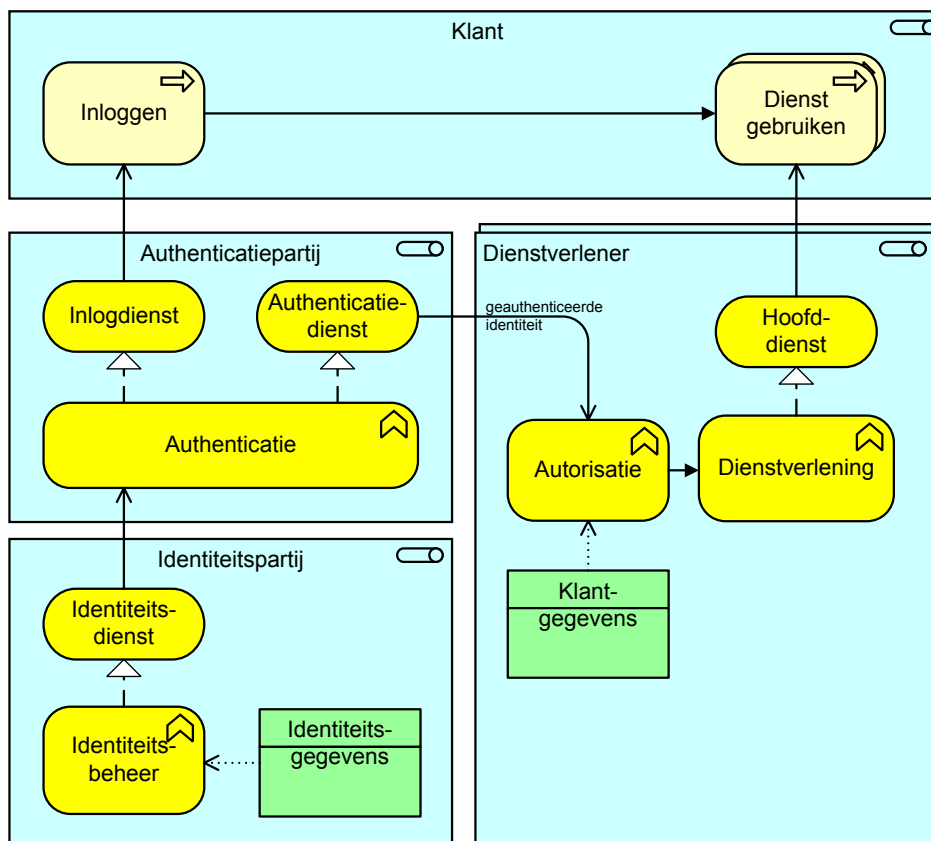 Klant
Inloggen
Dienst
gebruiken
Authenticatiepartij
Inlogdienst
Authenticatie-
dienst
Authenticatie
geauthenticeerde
identiteit
Dienstverlener
Hoofd-
dienst
Autorisatie
Dienstverlening
Klant-
gegevens
Identiteitspartij
Identiteits-
dienst
Identiteits-
beheer
Identiteits-
gegevens